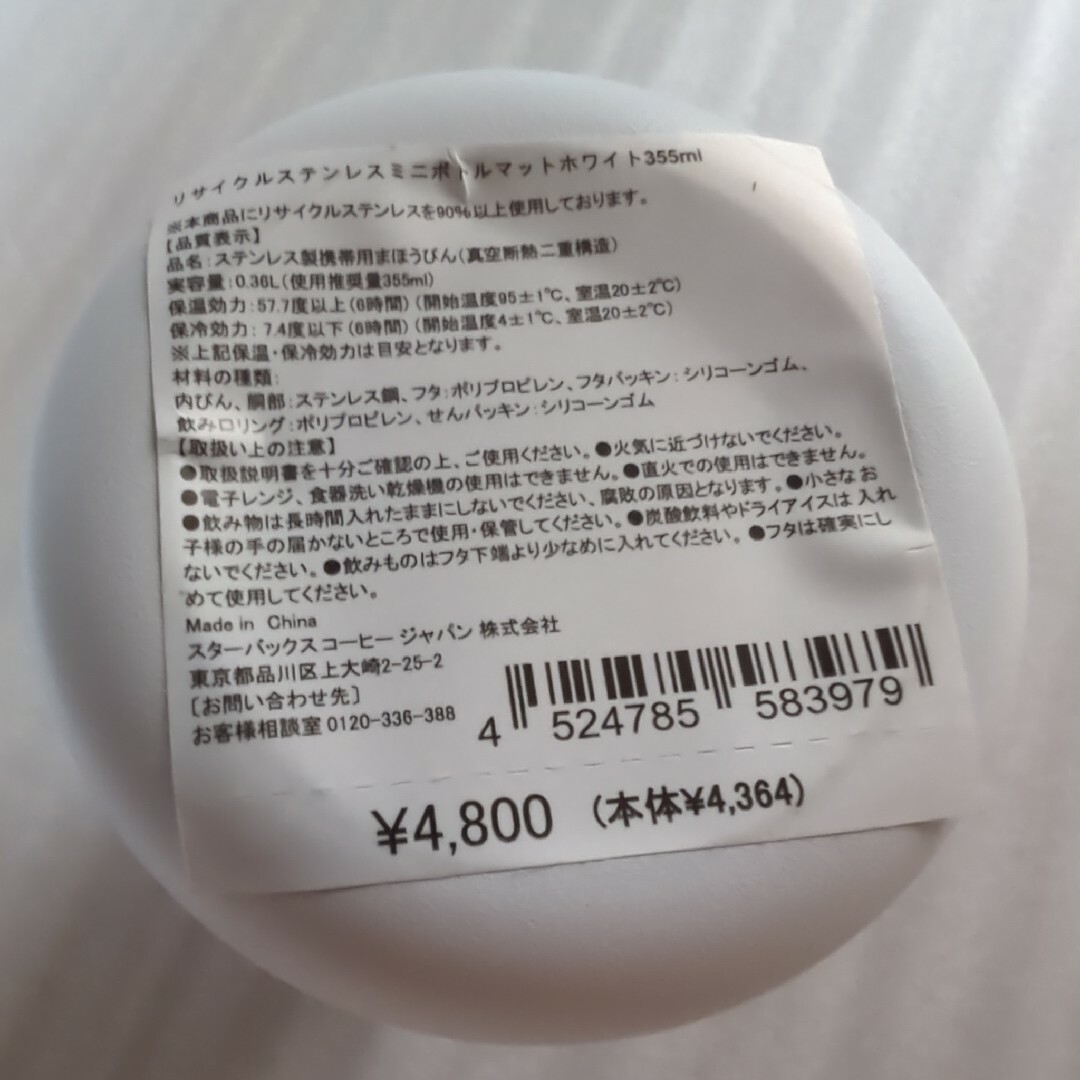 リサイクルステンレスミニボトルマットホワイト355ml
※本商品にリサイクルステンレスを90%以上使用しております。
【品質表示】
品名:ステンレス製携帯用まほうびん(真空断熱二重構造)
実容量:0.36L(使用推奨量355ml)
保温効力:57.7度以上(6時間)(開始温度95±1℃、室温20±2℃)
保冷効力:7.4度以下(6時間)(開始温度4±1℃、室温20±2℃)
※上記保温・保冷効力は目安となります。
材料の種類:
内びん、胴部:ステンレス鋼、フタ:ポリプロピレン、フタパッキン:シリコーンゴム、
飲み口リング:ポリプロピレン、せんパッキン:シリコーンゴム
【取扱い上の注意】
●取扱説明書を十分ご確認の上、ご使用ください。●火気に近づけないでください。
●電子レンジ、食器洗い乾燥機の使用はできません。●直火での使用はできません。
●飲み物は長時間入れたままにしないでください、腐敗の原因となります。●小さなお
子様の手の届かないところで使用・保管してください。●炭酸飲料やドライアイスは入れ
ないでください。●飲みものはフタ下端より少なめに入れてください。●フタは確実にし
めて使用してください。
Made in China
スターバックス コーヒー ジャパン 株式会社
東京都品川区上大崎2-25-2
[お問い合わせ先]
お客様相談室 0120-336-388
4 524785 583979
¥4,800 (本体¥4,364)